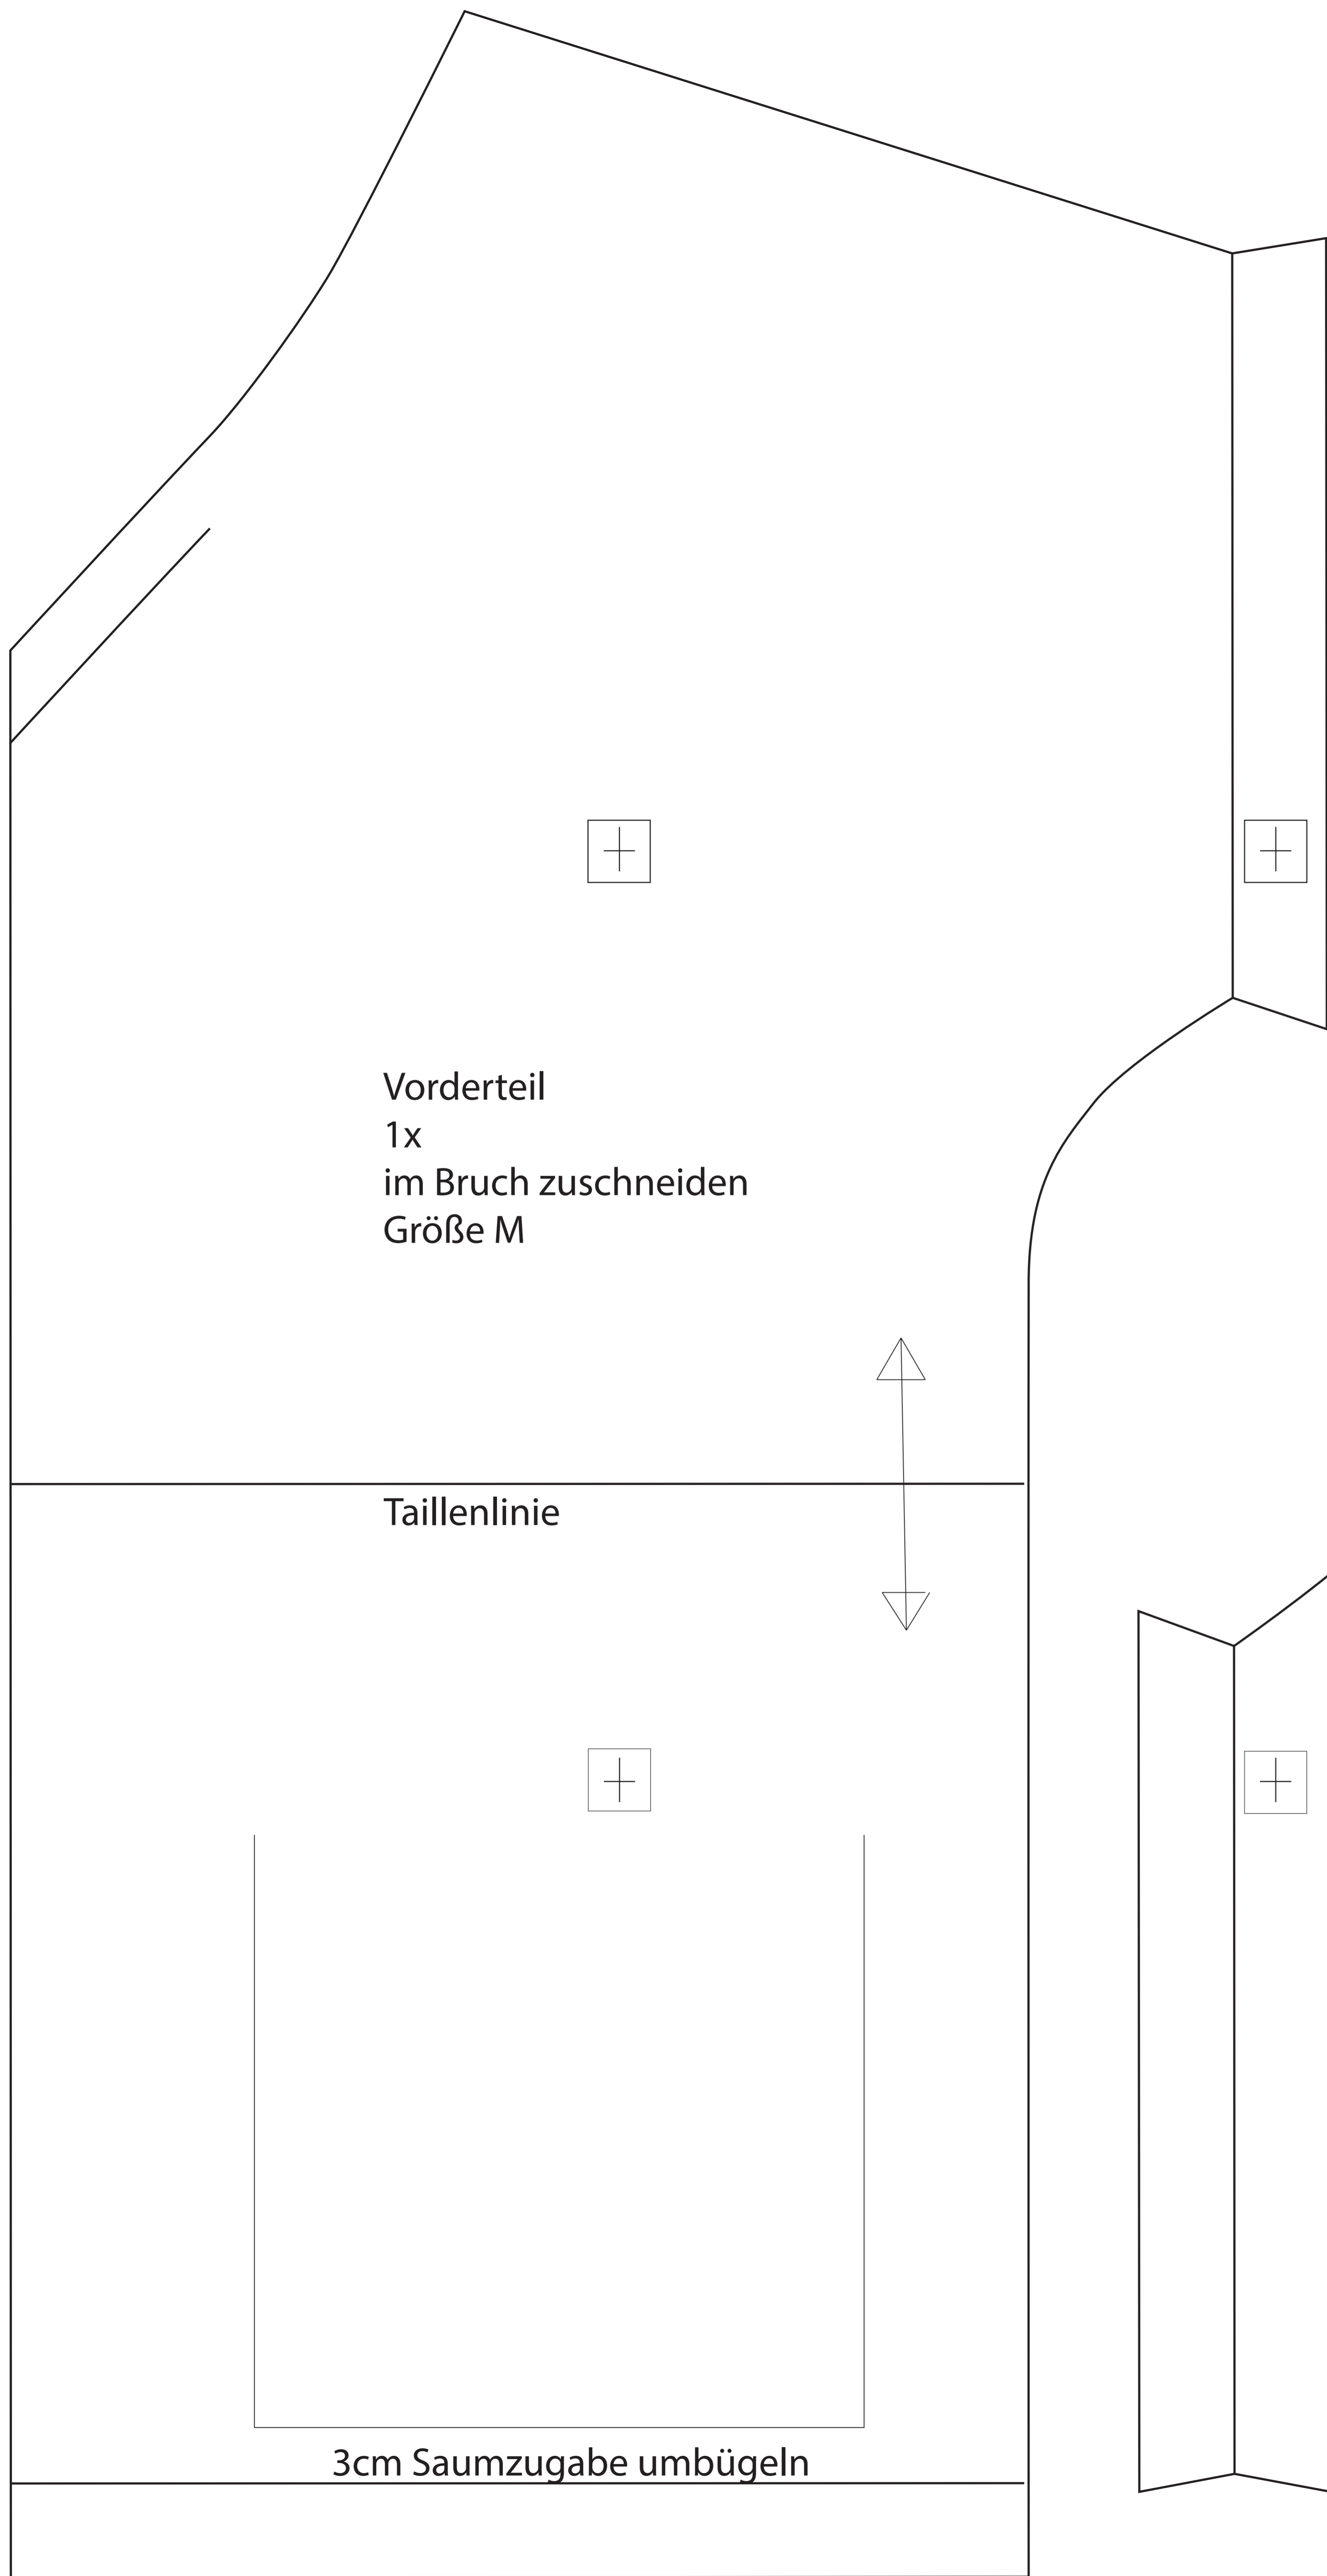 Vorderteil
1x
im Bruch zuschneiden
Größe M
Taillenlinie
3cm Saumzugabe umbügeln